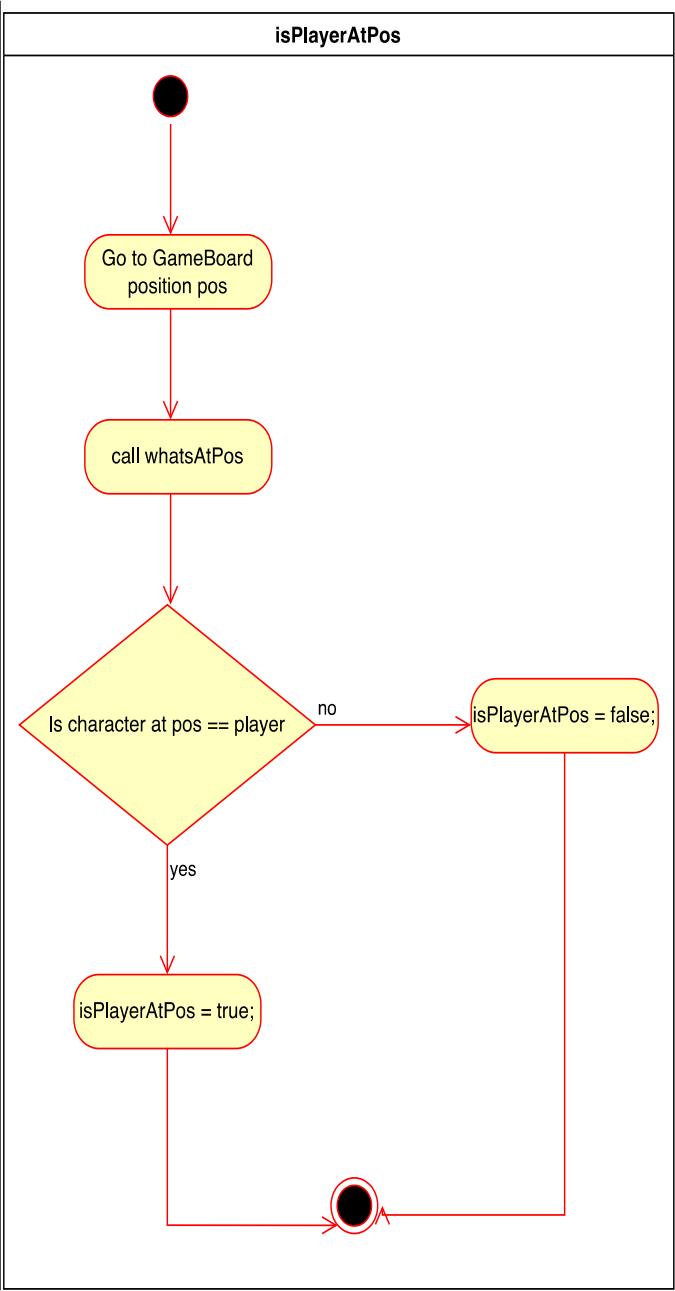 isPlayerAtPos
Go to GameBoard
position pos
call whatsAtPos
Is character at pos == player
no
isPlayerAtPos = false;
yes
isPlayerAtPos = true;